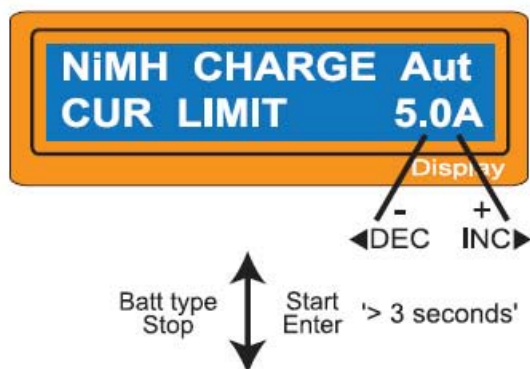 NiMH CHARGE Aut
CUR LIMIT 5.0A
Display
- +
◀DEC INC▶
Batt type Start '> 3 seconds'
Stop Enter